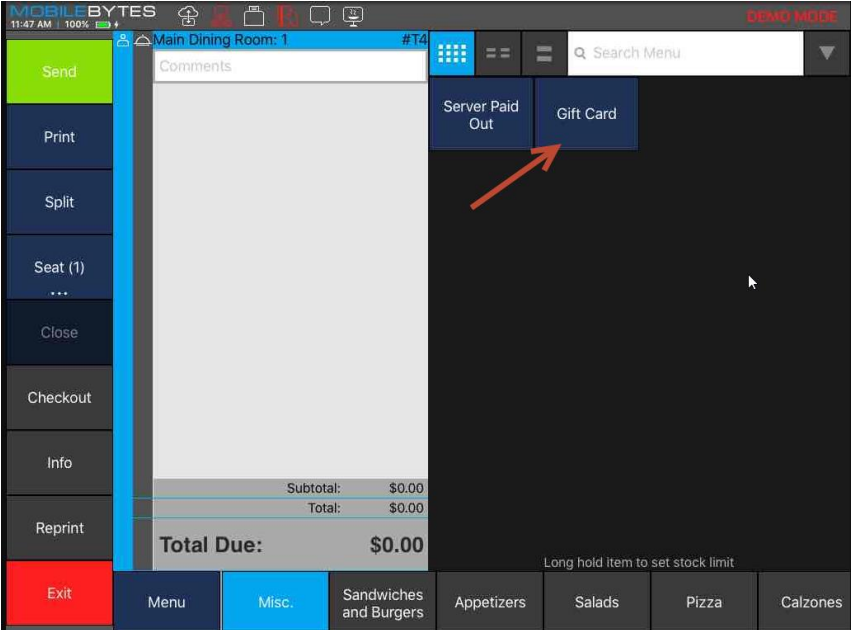 MOBILEBYTES
11:47 AM | 100%
DEMO MODE
Send
Print
Split
Seat (1)
...
Close
Checkout
Info
Reprint
Exit
Main Dining Room: 1 #T4
Comments
Subtotal: $0.00
Total: $0.00
Total Due: $0.00
Search Menu
Server Paid
Out
Gift Card
Long hold item to set stock limit
Menu
Misc.
Sandwiches
and Burgers
Appetizers
Salads
Pizza
Calzones